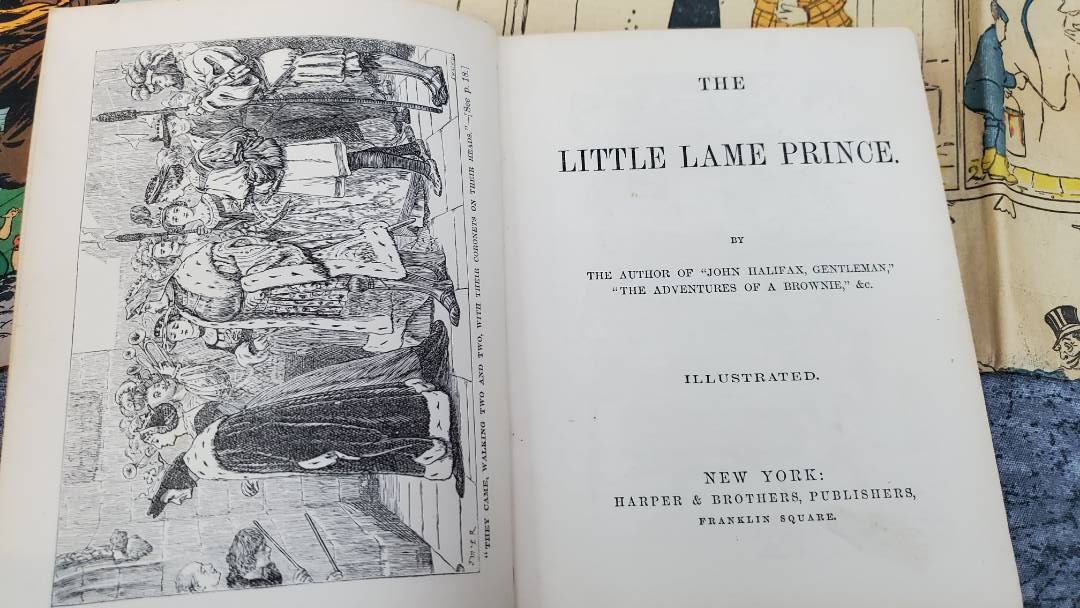 "THEY CAME, WALKING TWO AND TWO, WITH THEIR CORONETS ON THEIR HEADS."—[See p. 18.]
THE
LITTLE LAME PRINCE.
BY
THE AUTHOR OF "JOHN HALIFAX, GENTLEMAN,"
"THE ADVENTURES OF A BROWNIE," &c.
ILLUSTRATED.
NEW YORK:
HARPER & BROTHERS, PUBLISHERS,
FRANKLIN SQUARE.